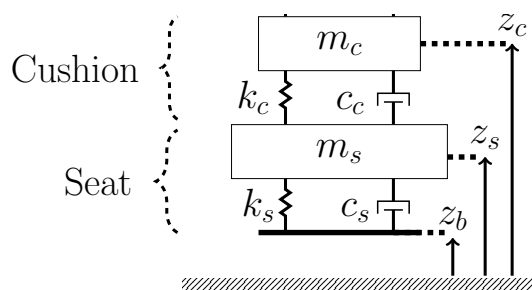 z_c
m_c
Cushion
k_c c_c
z_s
m_s
Seat
k_s c_s z_b